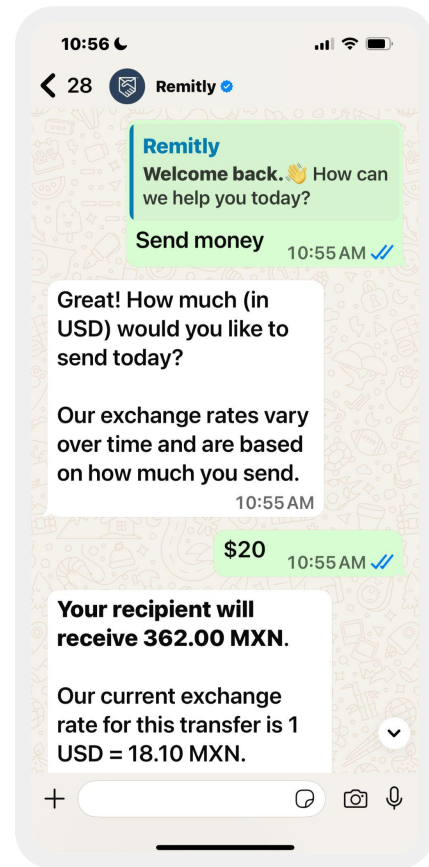 10:56
28 Remitly
Remitly
Welcome back.👋 How can
we help you today?
Send money
10:55 AM
Great! How much (in
USD) would you like to
send today?
Our exchange rates vary
over time and are based
on how much you send.
10:55 AM
$20
10:55 AM
Your recipient will
receive 362.00 MXN.
Our current exchange
rate for this transfer is 1
USD = 18.10 MXN.